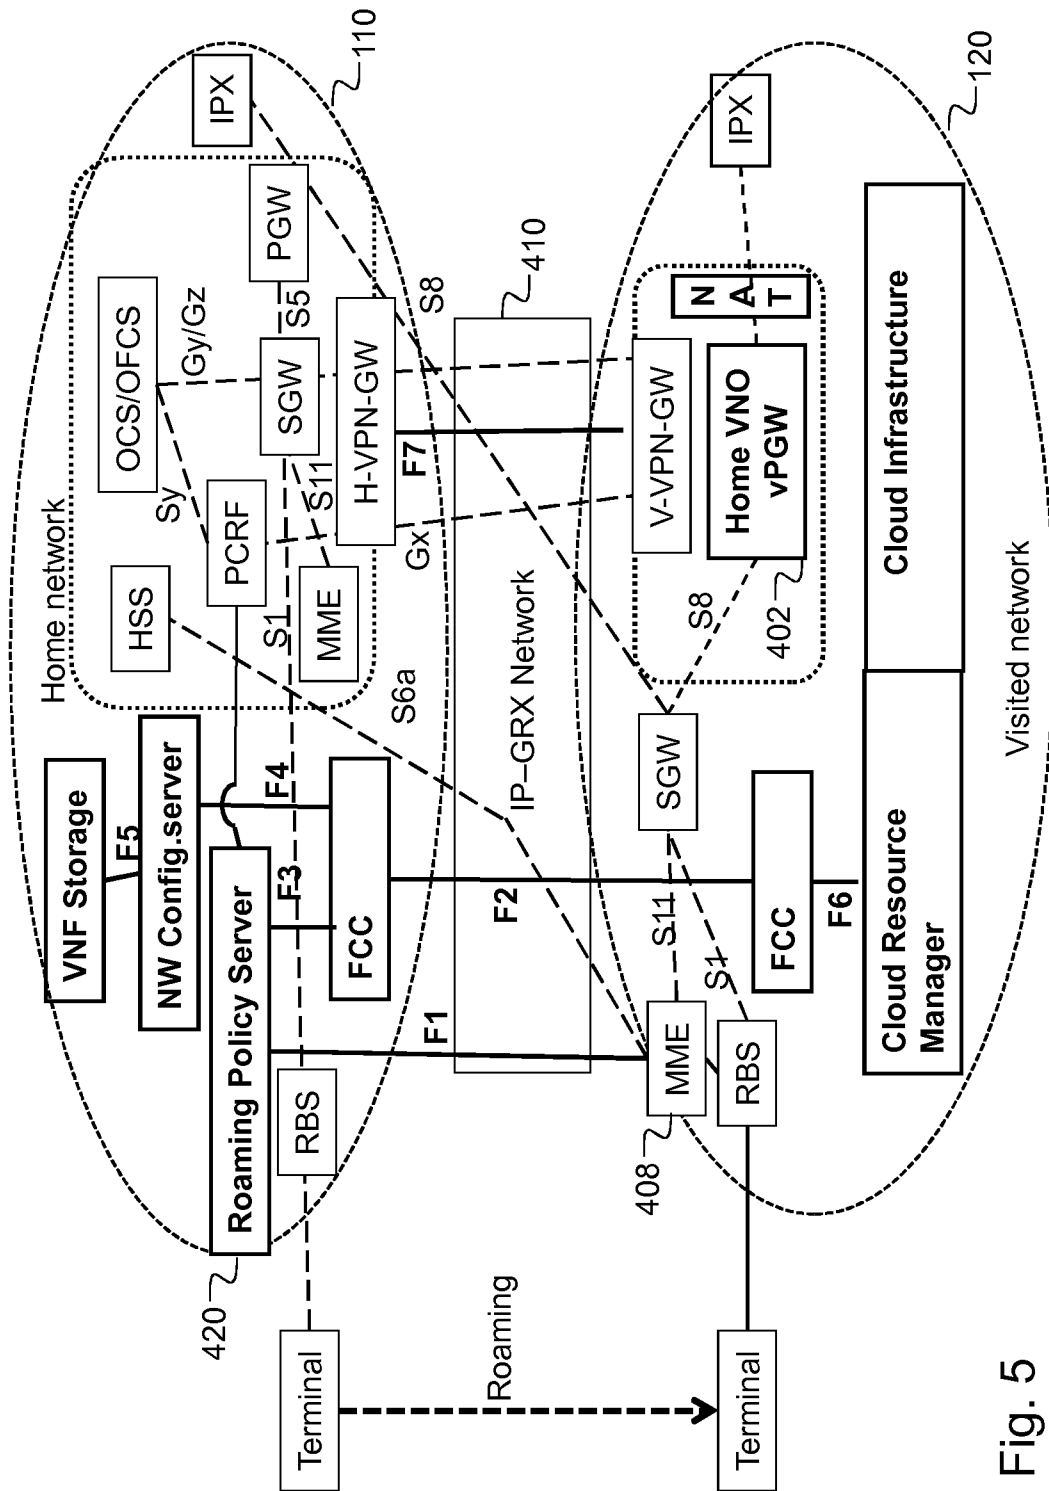 Home network
110
VNF Storage
F5
NW Config.server
Roaming Policy Server
420
F3
F4
FCC
F1
RBS
Terminal
HSS
OCS/OFCS
Sy
Gy/Gz
PCRF
S1
MME
S11
SGW
S5
PGW
IPX
H-VPN-GW
Gx
F7
S8
S6a
410
IP–GRX Network
F2
Roaming
Terminal
408
MME
RBS
S11
S1
SGW
S8
FCC
F6
V-VPN-GW
Home VNO
vPGW
402
N
A
T
IPX
Cloud Resource
Manager
Cloud Infrastructure
Visited network
120
Fig. 5